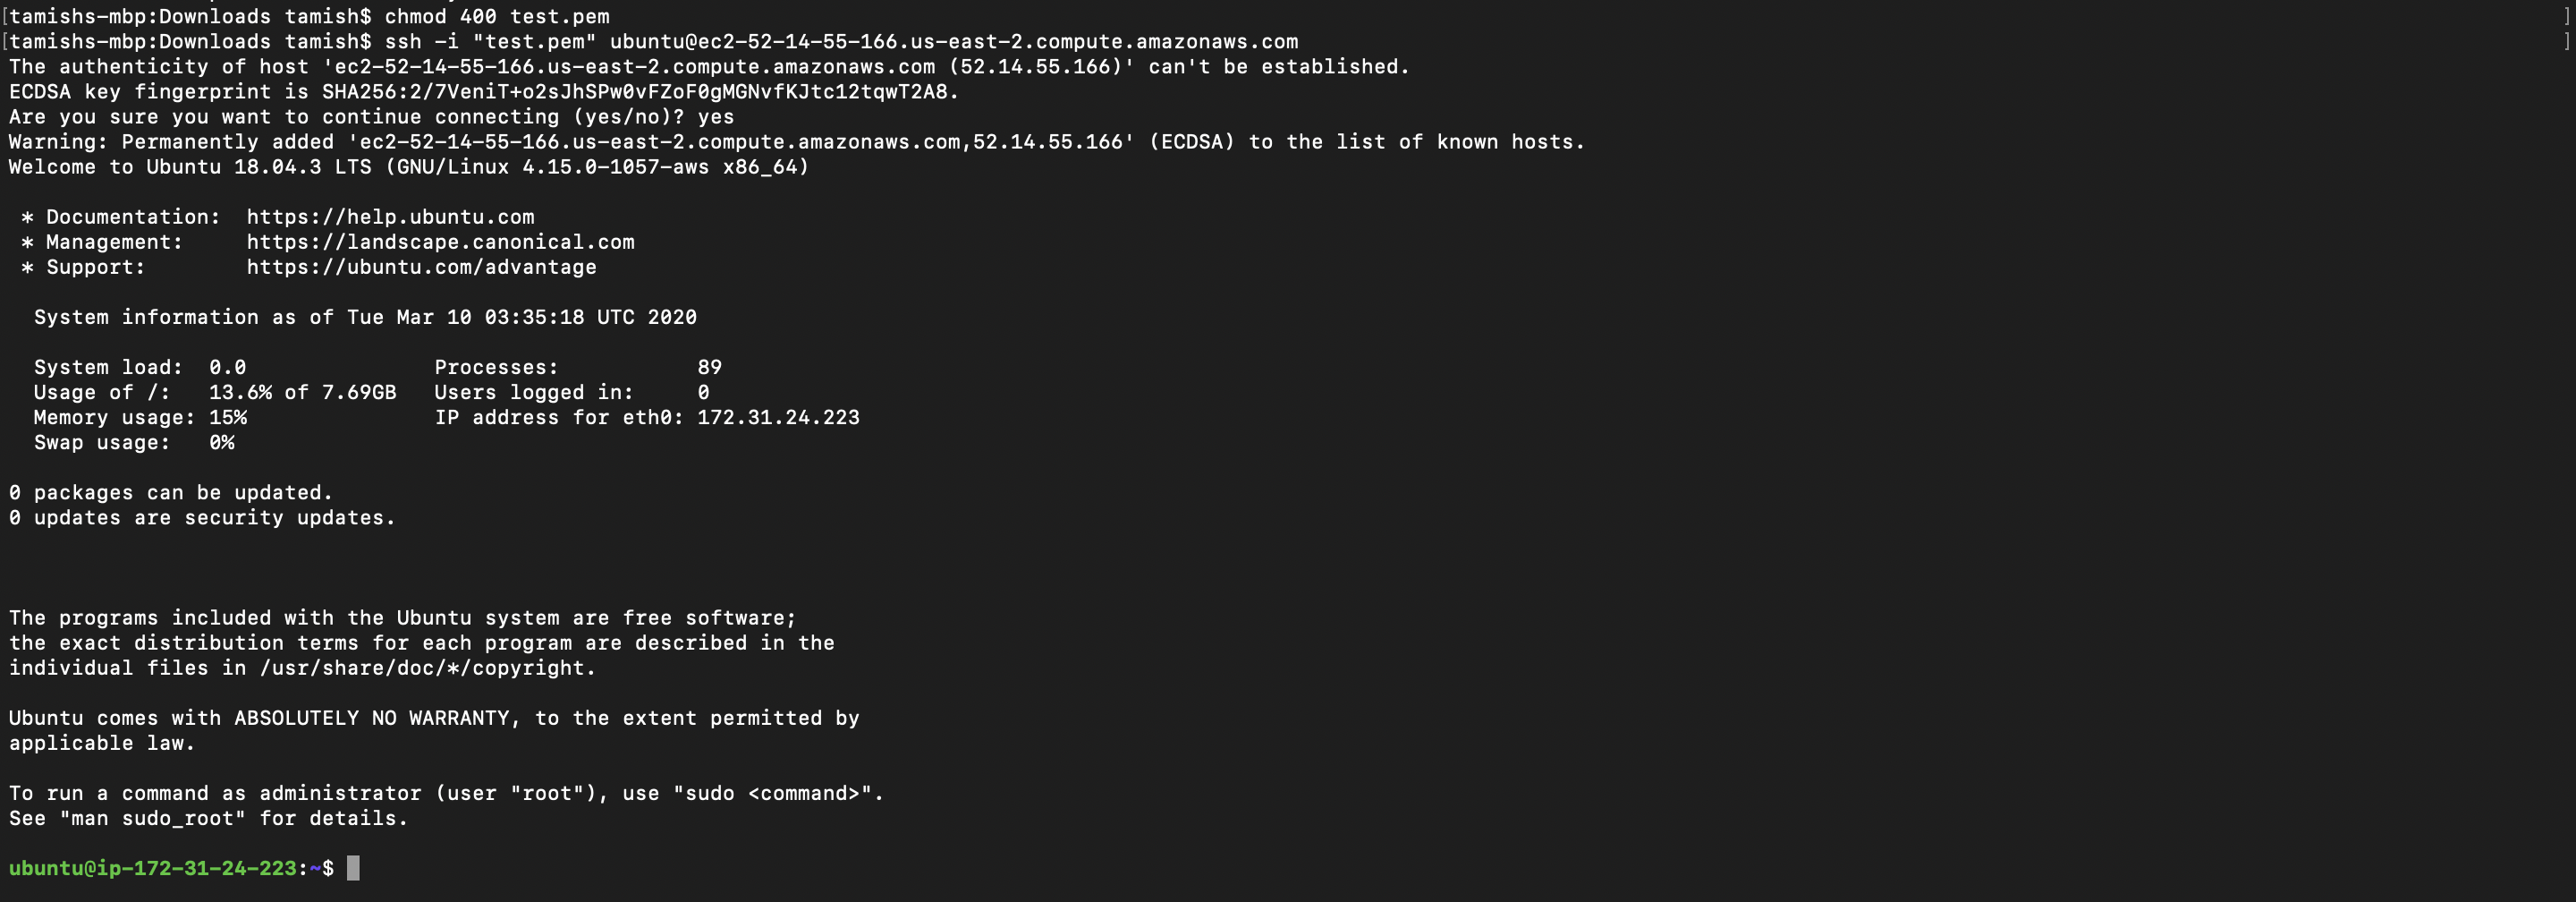 [tamishs-mbp:Downloads tamish$ chmod 400 test.pem ]
[tamishs-mbp:Downloads tamish$ ssh -i "test.pem" ubuntu@ec2-52-14-55-166.us-east-2.compute.amazonaws.com ]
The authenticity of host 'ec2-52-14-55-166.us-east-2.compute.amazonaws.com (52.14.55.166)' can't be established.
ECDSA key fingerprint is SHA256:2/7VeniT+o2sJhSPw0vFZoF0gMGNvfKJtc12tqwT2A8.
Are you sure you want to continue connecting (yes/no)? yes
Warning: Permanently added 'ec2-52-14-55-166.us-east-2.compute.amazonaws.com,52.14.55.166' (ECDSA) to the list of known hosts.
Welcome to Ubuntu 18.04.3 LTS (GNU/Linux 4.15.0-1057-aws x86_64)

 * Documentation:  https://help.ubuntu.com
 * Management:     https://landscape.canonical.com
 * Support:        https://ubuntu.com/advantage

  System information as of Tue Mar 10 03:35:18 UTC 2020

  System load:  0.0               Processes:           89
  Usage of /:   13.6% of 7.69GB   Users logged in:     0
  Memory usage: 15%               IP address for eth0: 172.31.24.223
  Swap usage:   0%

0 packages can be updated.
0 updates are security updates.

The programs included with the Ubuntu system are free software;
the exact distribution terms for each program are described in the
individual files in /usr/share/doc/*/copyright.

Ubuntu comes with ABSOLUTELY NO WARRANTY, to the extent permitted by
applicable law.

To run a command as administrator (user "root"), use "sudo <command>".
See "man sudo_root" for details.

ubuntu@ip-172-31-24-223:~$